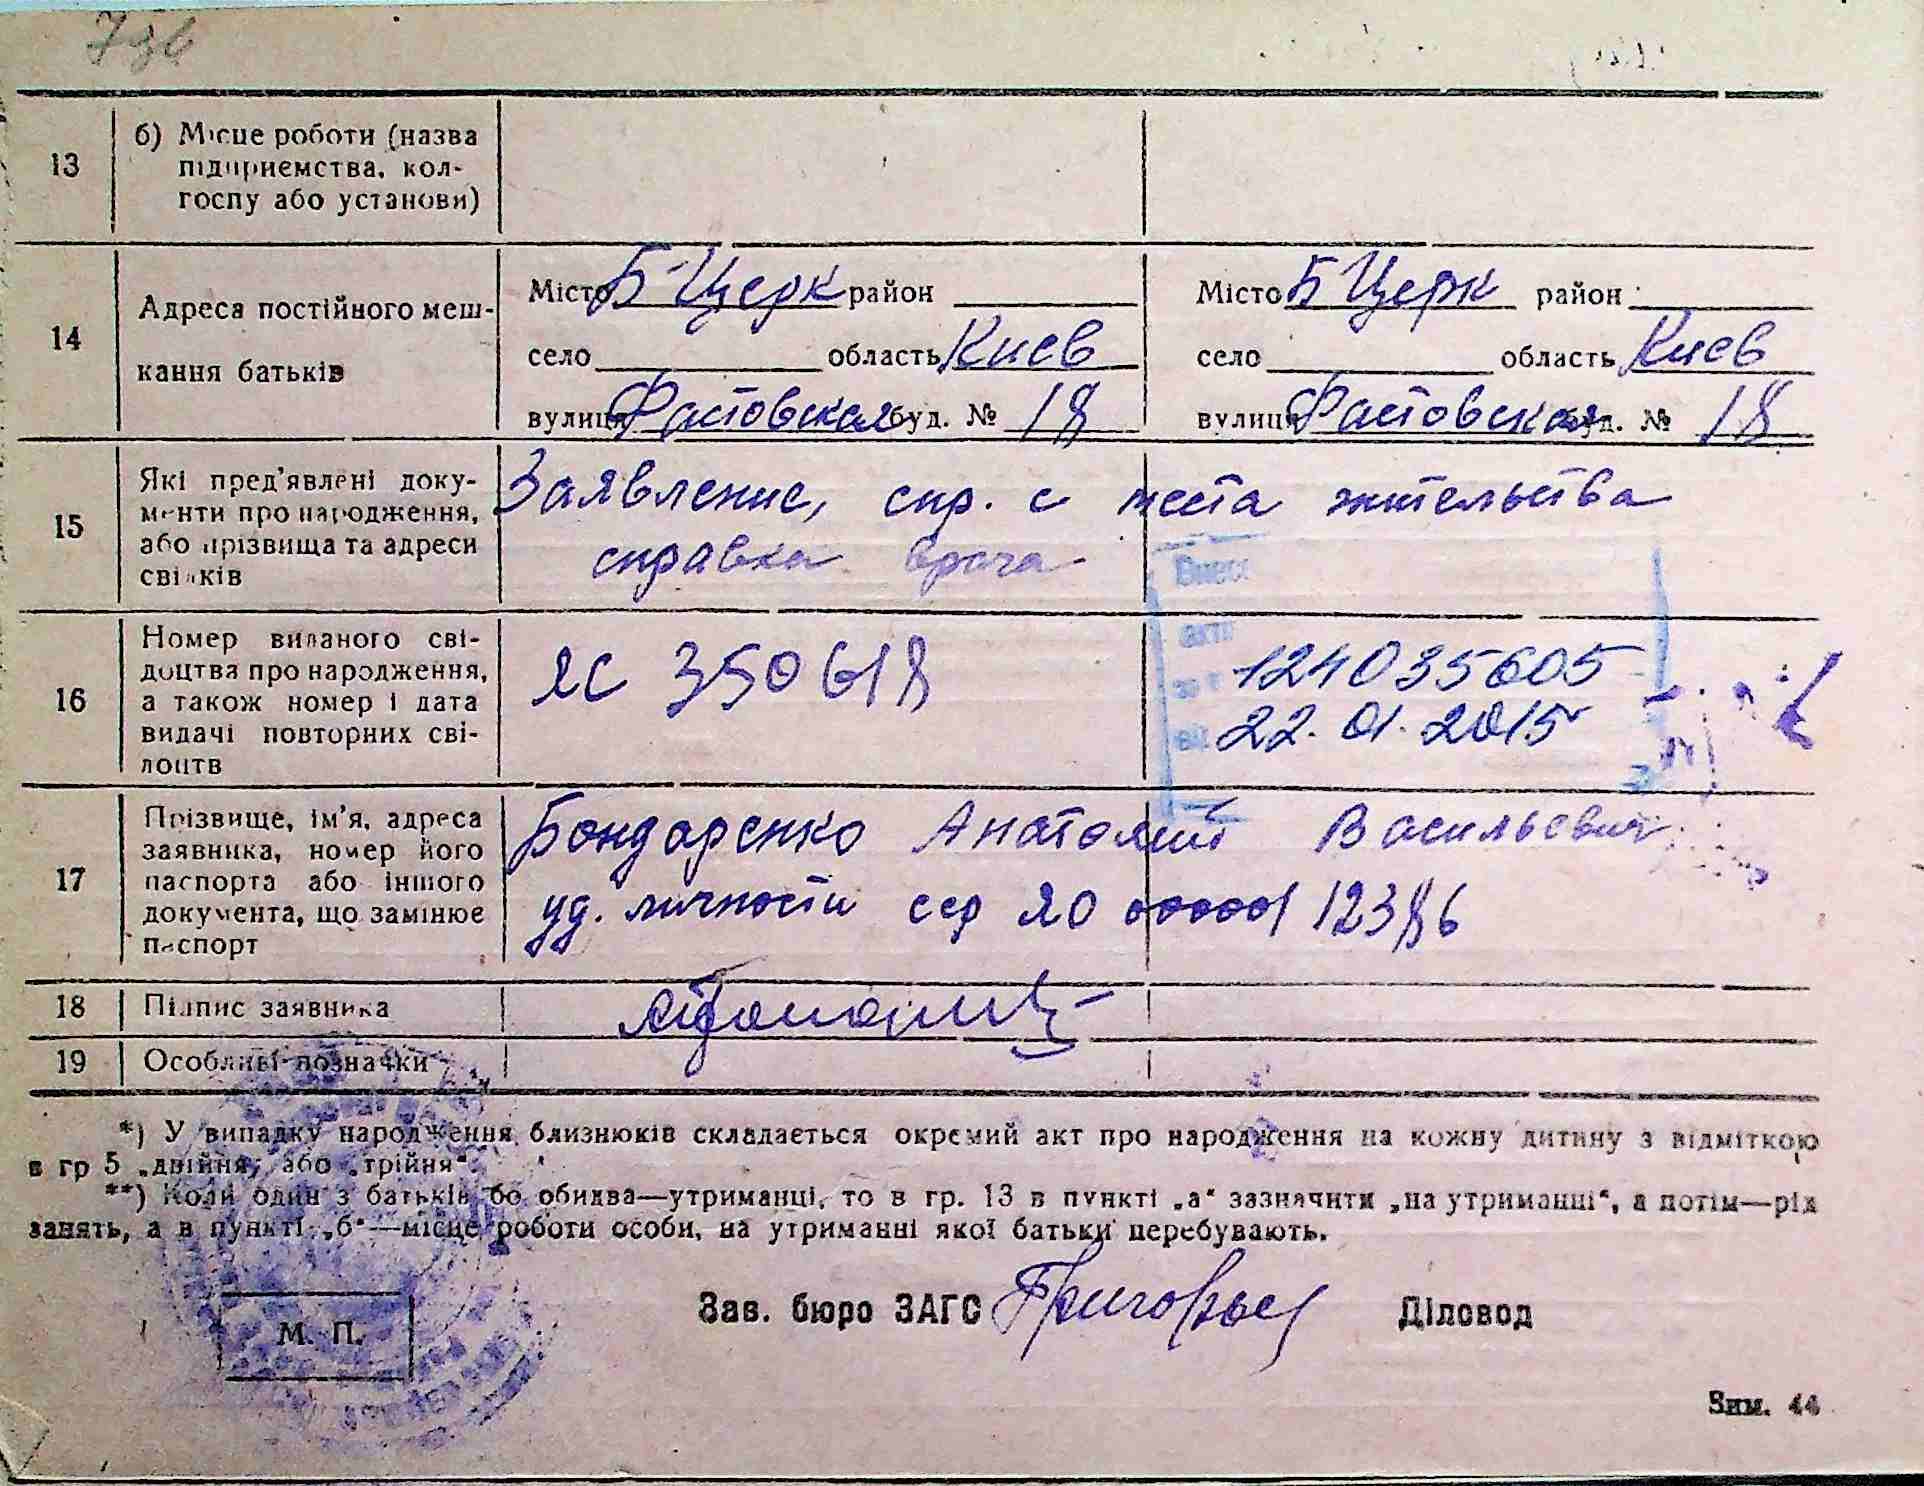 13
б) Місце роботи (назва
підприємства, кол-
госпу або установи)
14
Адреса постійного меш-
кання батьків
Місто Б Церк район
село область Киев
вулиця Фастовская буд. № 18
Місто Б Церк район
село область Киев
вулиця Фастовская буд. № 18
15
Які пред'явлені доку-
менти про народження,
або прізвища та адреси
свідків
Заявление, спр. с места жительства
справка врача
16
Номер виданого сві-
доцтва про народження,
а також номер і дата
видачі повторних сві-
доцтв
ЯС 350618
124035605
22.01.2015
17
Прізвище, ім'я, адреса
заявника, номер його
паспорта або іншого
документа, що замінює
паспорт
Бондаренко Анатолий Васильевич
уд. личности сер ЯО 12386
18
Підпис заявника
19
Особливі позначки
*) У випадку народження близнюків складається окремий акт про народження на кожну дитину з відміткою
в гр 5 „двійня, або „трійня“.
**) Коли один з батьків бо обидва—утриманці, то в гр. 13 в пункті „а“ зазначити „на утриманні“, а потім—рід
занять, а в пункті „б“—місце роботи особи, на утриманні якої батьки перебувають.
М. П.
Зав. бюро ЗАГС Діловод
Зим. 44